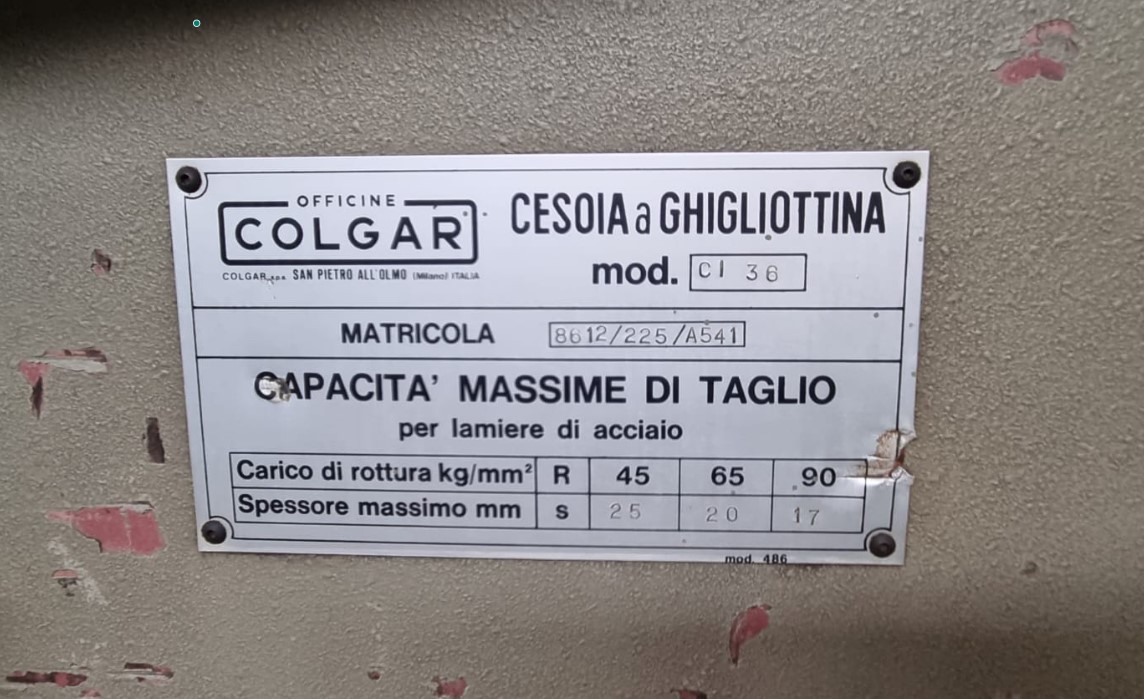 OFFICINE
COLGAR
COLGAR s.p.a. SAN PIETRO ALL'OLMO (Milano) ITALIA
CESOIA a GHIGLIOTTINA
mod. CI 36
MATRICOLA 8612/225/A541
CAPACITA' MASSIME DI TAGLIO
per lamiere di acciaio
Carico di rottura kg/mm² R 45 65 90
Spessore massimo mm s 25 20 17
mod. 486